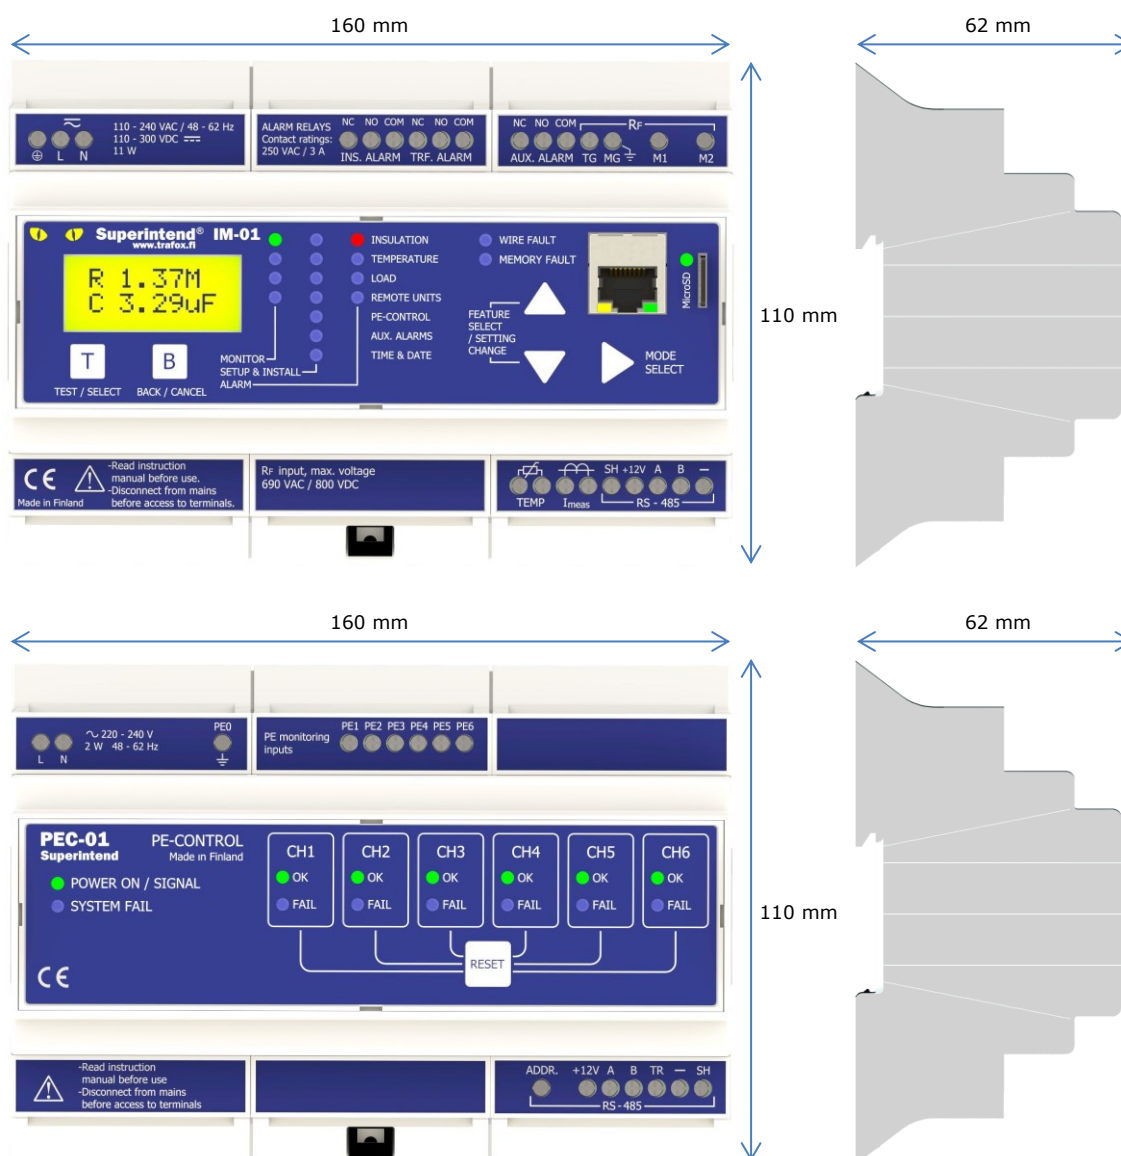 160 mm
62 mm
110 - 240 VAC / 48 - 62 Hz
110 - 300 VDC
11 W
L N
ALARM RELAYS
Contact ratings:
250 VAC / 3 A
NC NO COM NC NO COM
INS. ALARM TRF. ALARM
NC NO COM RF
AUX. ALARM TG MG M1 M2
Superintend® IM-01
www.trafox.fi
R 1.37M
C 3.29uF
T
B
TEST / SELECT
BACK / CANCEL
MONITOR
SETUP & INSTALL
ALARM
INSULATION
TEMPERATURE
LOAD
REMOTE UNITS
PE-CONTROL
AUX. ALARMS
TIME & DATE
WIRE FAULT
MEMORY FAULT
FEATURE
SELECT
/ SETTING
CHANGE
MODE
SELECT
MicroSD
110 mm
CE
Made in Finland
-Read instruction
manual before use.
-Disconnect from mains
before access to terminals.
RF input, max. voltage
690 VAC / 800 VDC
SH +12V A B —
TEMP Imeas RS - 485
160 mm
62 mm
220 - 240 V
2 W 48 - 62 Hz
L N
PE0
PE monitoring
inputs
PE1 PE2 PE3 PE4 PE5 PE6
PEC-01
Superintend
PE-CONTROL
Made in Finland
POWER ON / SIGNAL
SYSTEM FAIL
CH1 CH2 CH3 CH4 CH5 CH6
OK OK OK OK OK OK
FAIL FAIL FAIL FAIL FAIL FAIL
RESET
CE
110 mm
-Read instruction
manual before use
-Disconnect from mains
before access to terminals
ADDR. +12V A B TR — SH
RS - 485